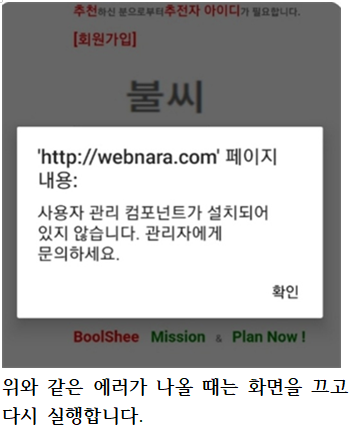 추천하신 분으로부터추천자 아이디가 필요합니다.
[회원가입]
불씨
'http://webnara.com' 페이지
내용:
사용자 관리 컴포넌트가 설치되어
있지 않습니다. 관리자에게
문의하세요.
확인
BoolShee Mission & Plan Now !
위와 같은 에러가 나올 때는 화면을 끄고
다시 실행합니다.